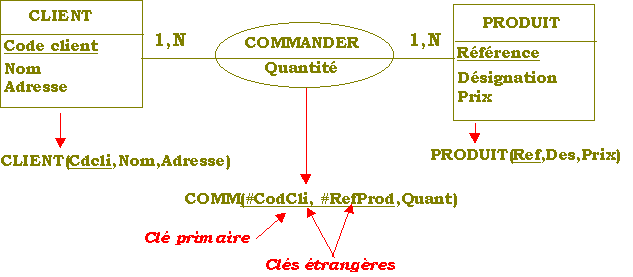 CLIENT
Code client
Nom
Adresse
1,N
COMMANDER
Quantité
1,N
PRODUIT
Référence
Désignation
Prix
CLIENT(Cdcli,Nom,Adresse)
PRODUIT(Ref,Des,Prix)
COMM(#CodCli, #RefProd,Quant)
Clé primaire
Clés étrangères